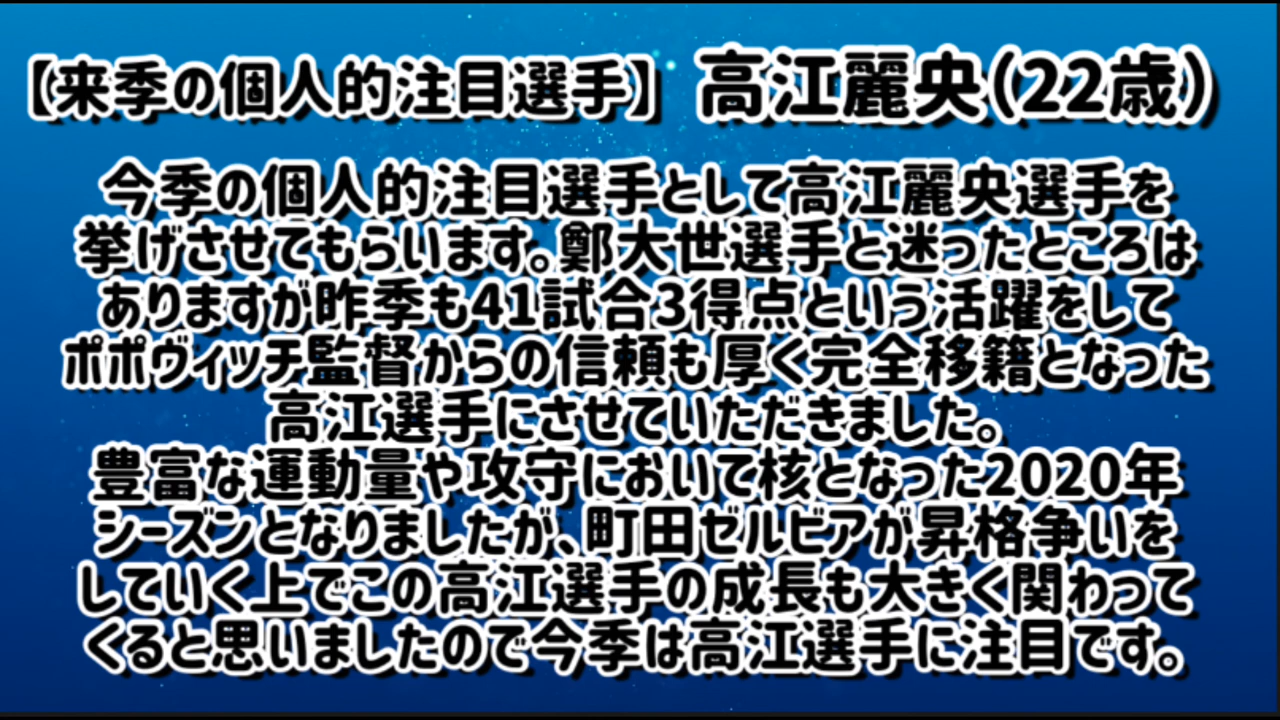 【来季の個人的注目選手】 高江麗央(22歳)
今季の個人的注目選手として高江麗央選手を
挙げさせてもらいます。鄭大世選手と迷ったところは
ありますが昨季も41試合3得点という活躍をして
ポポヴィッチ監督からの信頼も厚く完全移籍となった
高江選手にさせていただきました。
豊富な運動量や攻守において核となった2020年
シーズンとなりましたが、町田ゼルビアが昇格争いを
していく上でこの高江選手の成長も大きく関わって
くると思いましたので今季は高江選手に注目です。